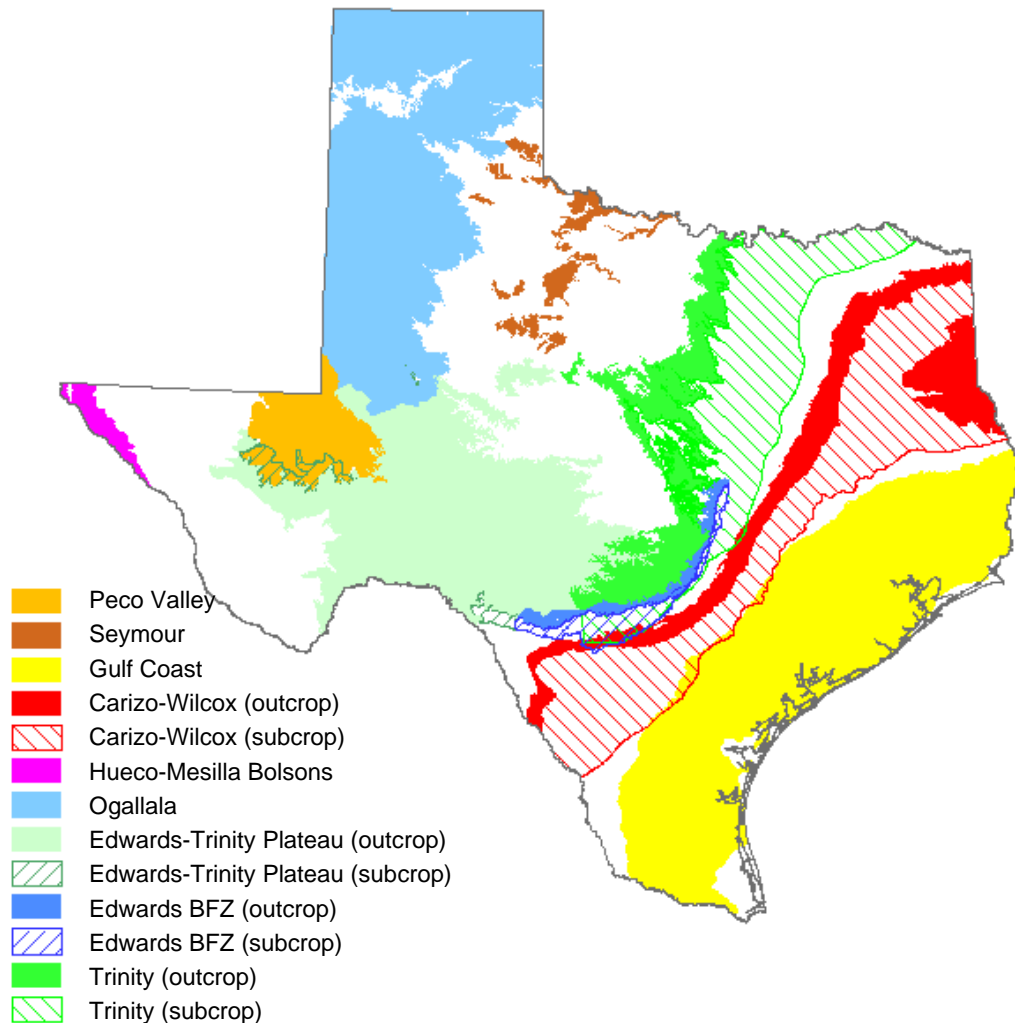 Peco Valley
Seymour
Gulf Coast
Carizo-Wilcox (outcrop)
Carizo-Wilcox (subcrop)
Hueco-Mesilla Bolsons
Ogallala
Edwards-Trinity Plateau (outcrop)
Edwards-Trinity Plateau (subcrop)
Edwards BFZ (outcrop)
Edwards BFZ (subcrop)
Trinity (outcrop)
Trinity (subcrop)